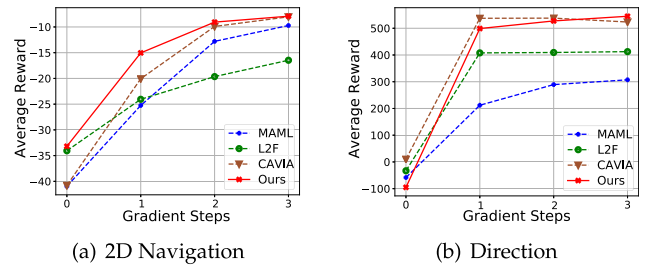 Average Reward
−10
−15
−20
−25
−30
−35
−40
MAML
L2F
CAVIA
Ours
0
1
2
3
Gradient Steps
(a) 2D Navigation
Average Reward
500
400
300
200
100
0
−100
MAML
L2F
CAVIA
Ours
0
1
2
3
Gradient Steps
(b) Direction